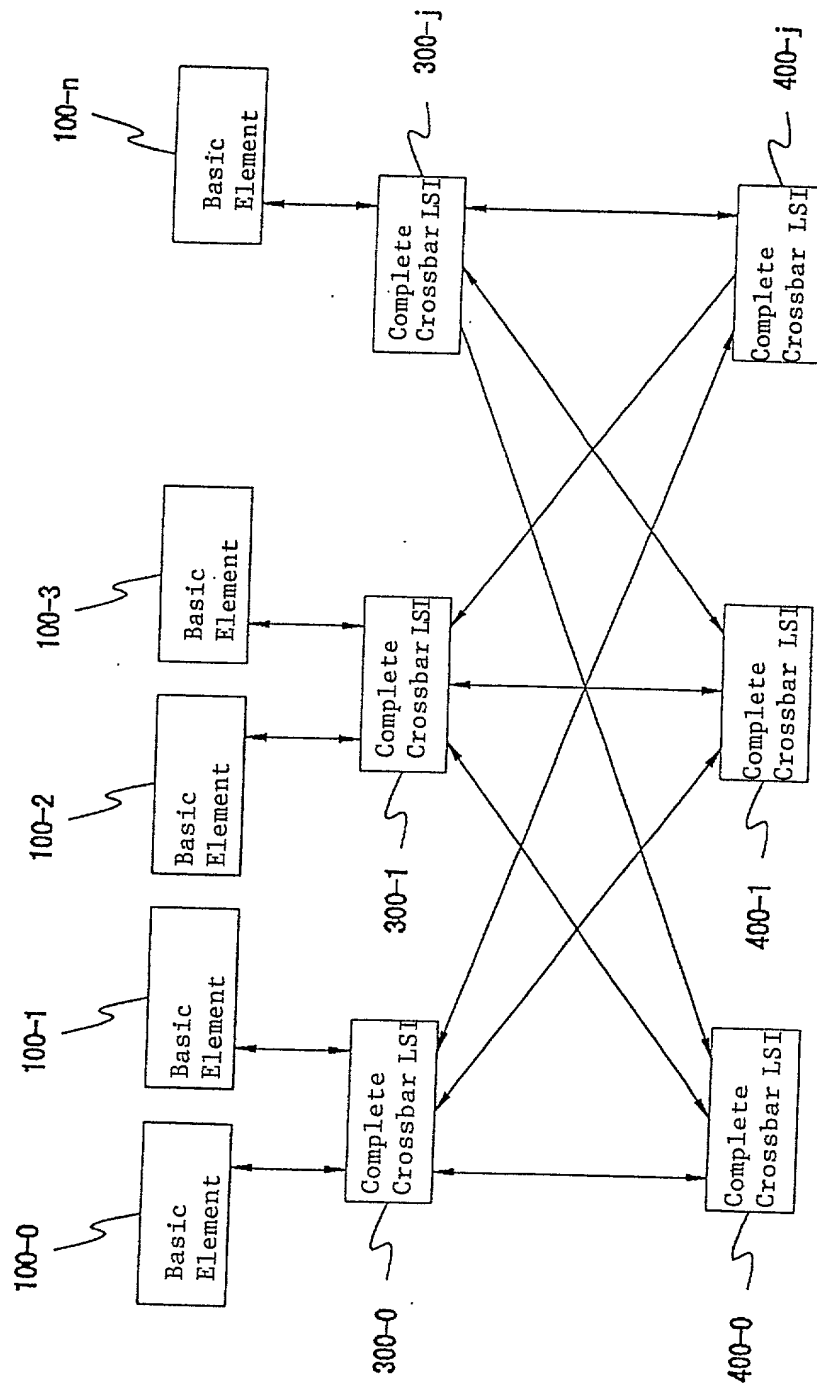 100-0
100-1
100-2
100-3
100-n
Basic
Element
Basic
Element
Basic
Element
Basic
Element
Basic
Element
Complete
Crossbar LSI
Complete
Crossbar LSI
Complete
Crossbar LSI
300-0
300-1
300-j
Complete
Crossbar LSI
Complete
Crossbar LSI
Complete
Crossbar LSI
400-0
400-1
400-j